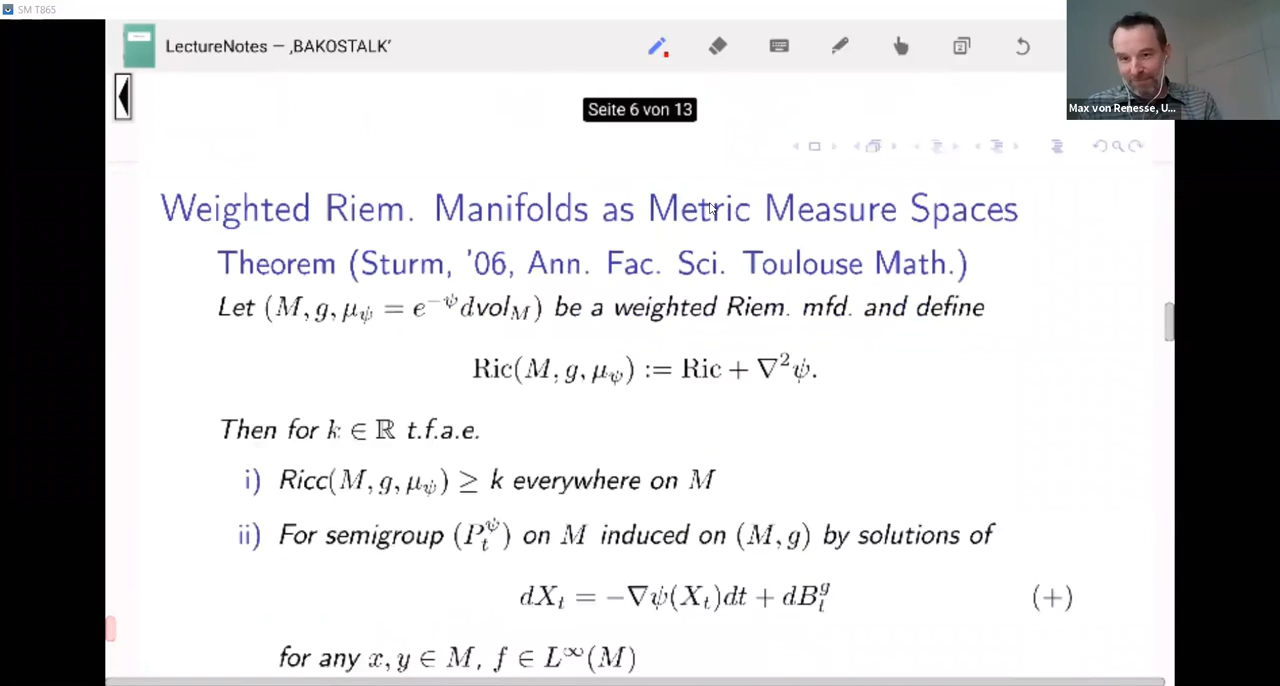 SM T865
LectureNotes – ‚BAKOSTALK‘
Max von Renesse, U...
Seite 6 von 13
Weighted Riem. Manifolds as Metric Measure Spaces
Theorem (Sturm, '06, Ann. Fac. Sci. Toulouse Math.)
Let (M, g, μ_ψ = e^{−ψ}dvol_M) be a weighted Riem. mfd. and define
Ric(M, g, μ_ψ) := Ric + ∇²ψ.
Then for k ∈ ℝ t.f.a.e.
i) Ricc(M, g, μ_ψ) ≥ k everywhere on M
ii) For semigroup (P_t^ψ) on M induced on (M, g) by solutions of
dX_t = −∇ψ(X_t)dt + dB_t^g (+)
for any x, y ∈ M, f ∈ L^∞(M)